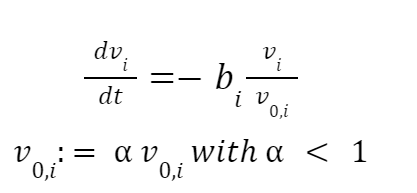 dv_i/dt = − b_i v_i/v_{0,i}
v_{0,i} := α v_{0,i} with α < 1